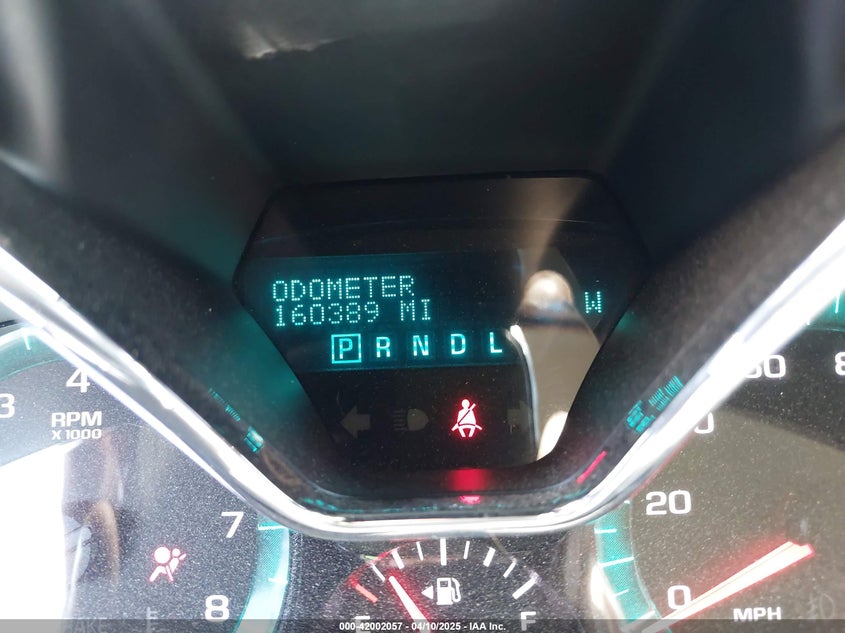 ODOMETER
160389 MI
W
P R N D L
3
4
RPM
X 1000
7
8
20
0
MPH
F
000-42002057 - 04/10/2025 - IAA Inc.